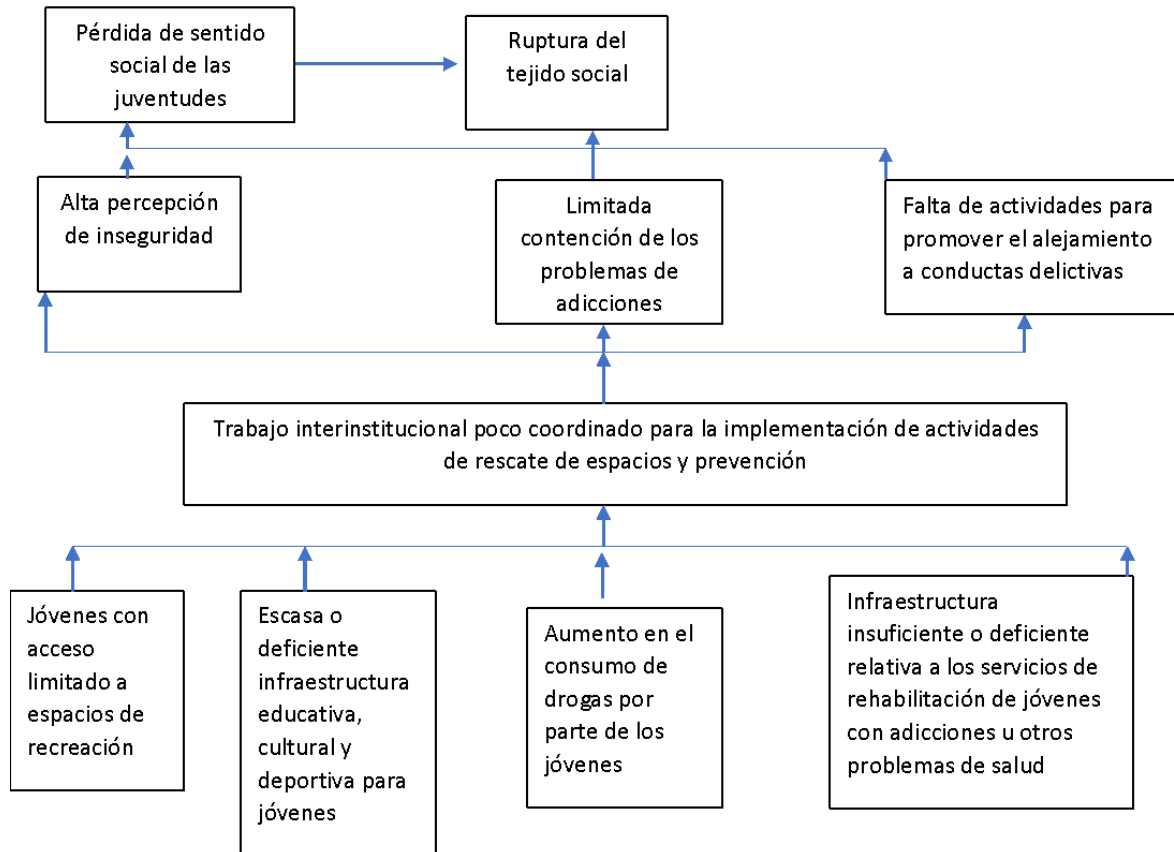 Pérdida de sentido
social de las
juventudes
Ruptura del
tejido social
Alta percepción
de inseguridad
Limitada
contención de los
problemas de
adicciones
Falta de actividades para
promover el alejamiento
a conductas delictivas
Trabajo interinstitucional poco coordinado para la implementación de actividades
de rescate de espacios y prevención
Jóvenes con
acceso
limitado a
espacios de
recreación
Escasa o
deficiente
infraestructura
educativa,
cultural y
deportiva para
jóvenes
Aumento en el
consumo de
drogas por
parte de los
jóvenes
Infraestructura
insuficiente o deficiente
relativa a los servicios de
rehabilitación de jóvenes
con adicciones u otros
problemas de salud